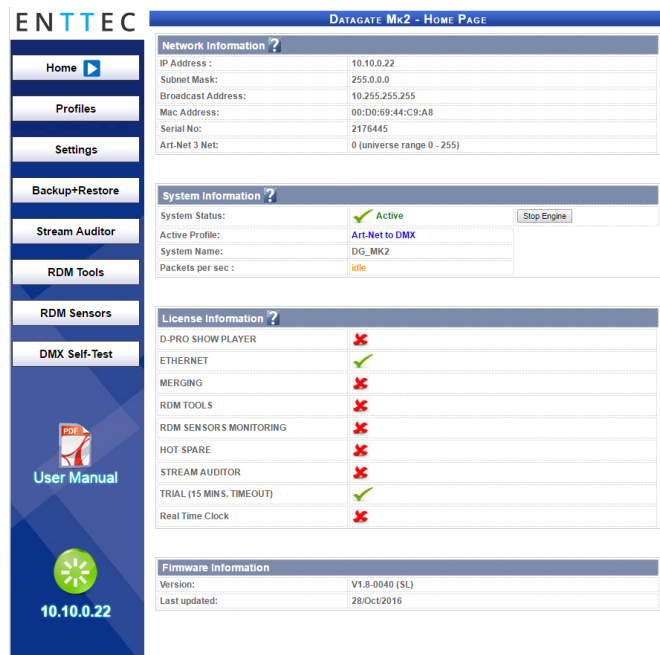 ENTTEC
DATAGATE MK2 - HOME PAGE
Home
Profiles
Settings
Backup+Restore
Stream Auditor
RDM Tools
RDM Sensors
DMX Self-Test
PDF
User Manual
10.10.0.22
Network Information ?
IP Address : 10.10.0.22
Subnet Mask: 255.0.0.0
Broadcast Address: 10.255.255.255
Mac Address: 00:D0:69:44:C9:A8
Serial No: 2176445
Art-Net 3 Net: 0 (universe range 0 - 255)
System Information ?
System Status: Active Stop Engine
Active Profile: Art-Net to DMX
System Name: DG_MK2
Packets per sec : idle
License Information ?
D-PRO SHOW PLAYER
ETHERNET
MERGING
RDM TOOLS
RDM SENSORS MONITORING
HOT SPARE
STREAM AUDITOR
TRIAL (15 MINS. TIMEOUT)
Real Time Clock
Firmware Information
Version: V1.8-0040 (SL)
Last updated: 28/Oct/2016